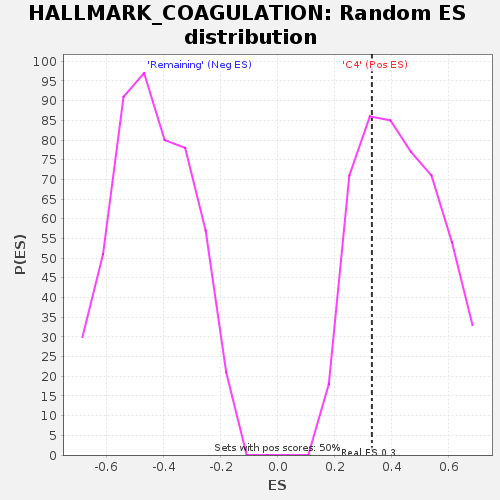 HALLMARK_COAGULATION: Random ES
distribution
'Remaining' (Neg ES)
'C4' (Pos ES)
100
95
90
85
80
75
70
65
60
55
50
45
40
35
30
25
20
15
10
5
0
P(ES)
Sets with pos scores: 50%
Real ES 0.3
-0.6 -0.4 -0.2 0.0 0.2 0.4 0.6
ES